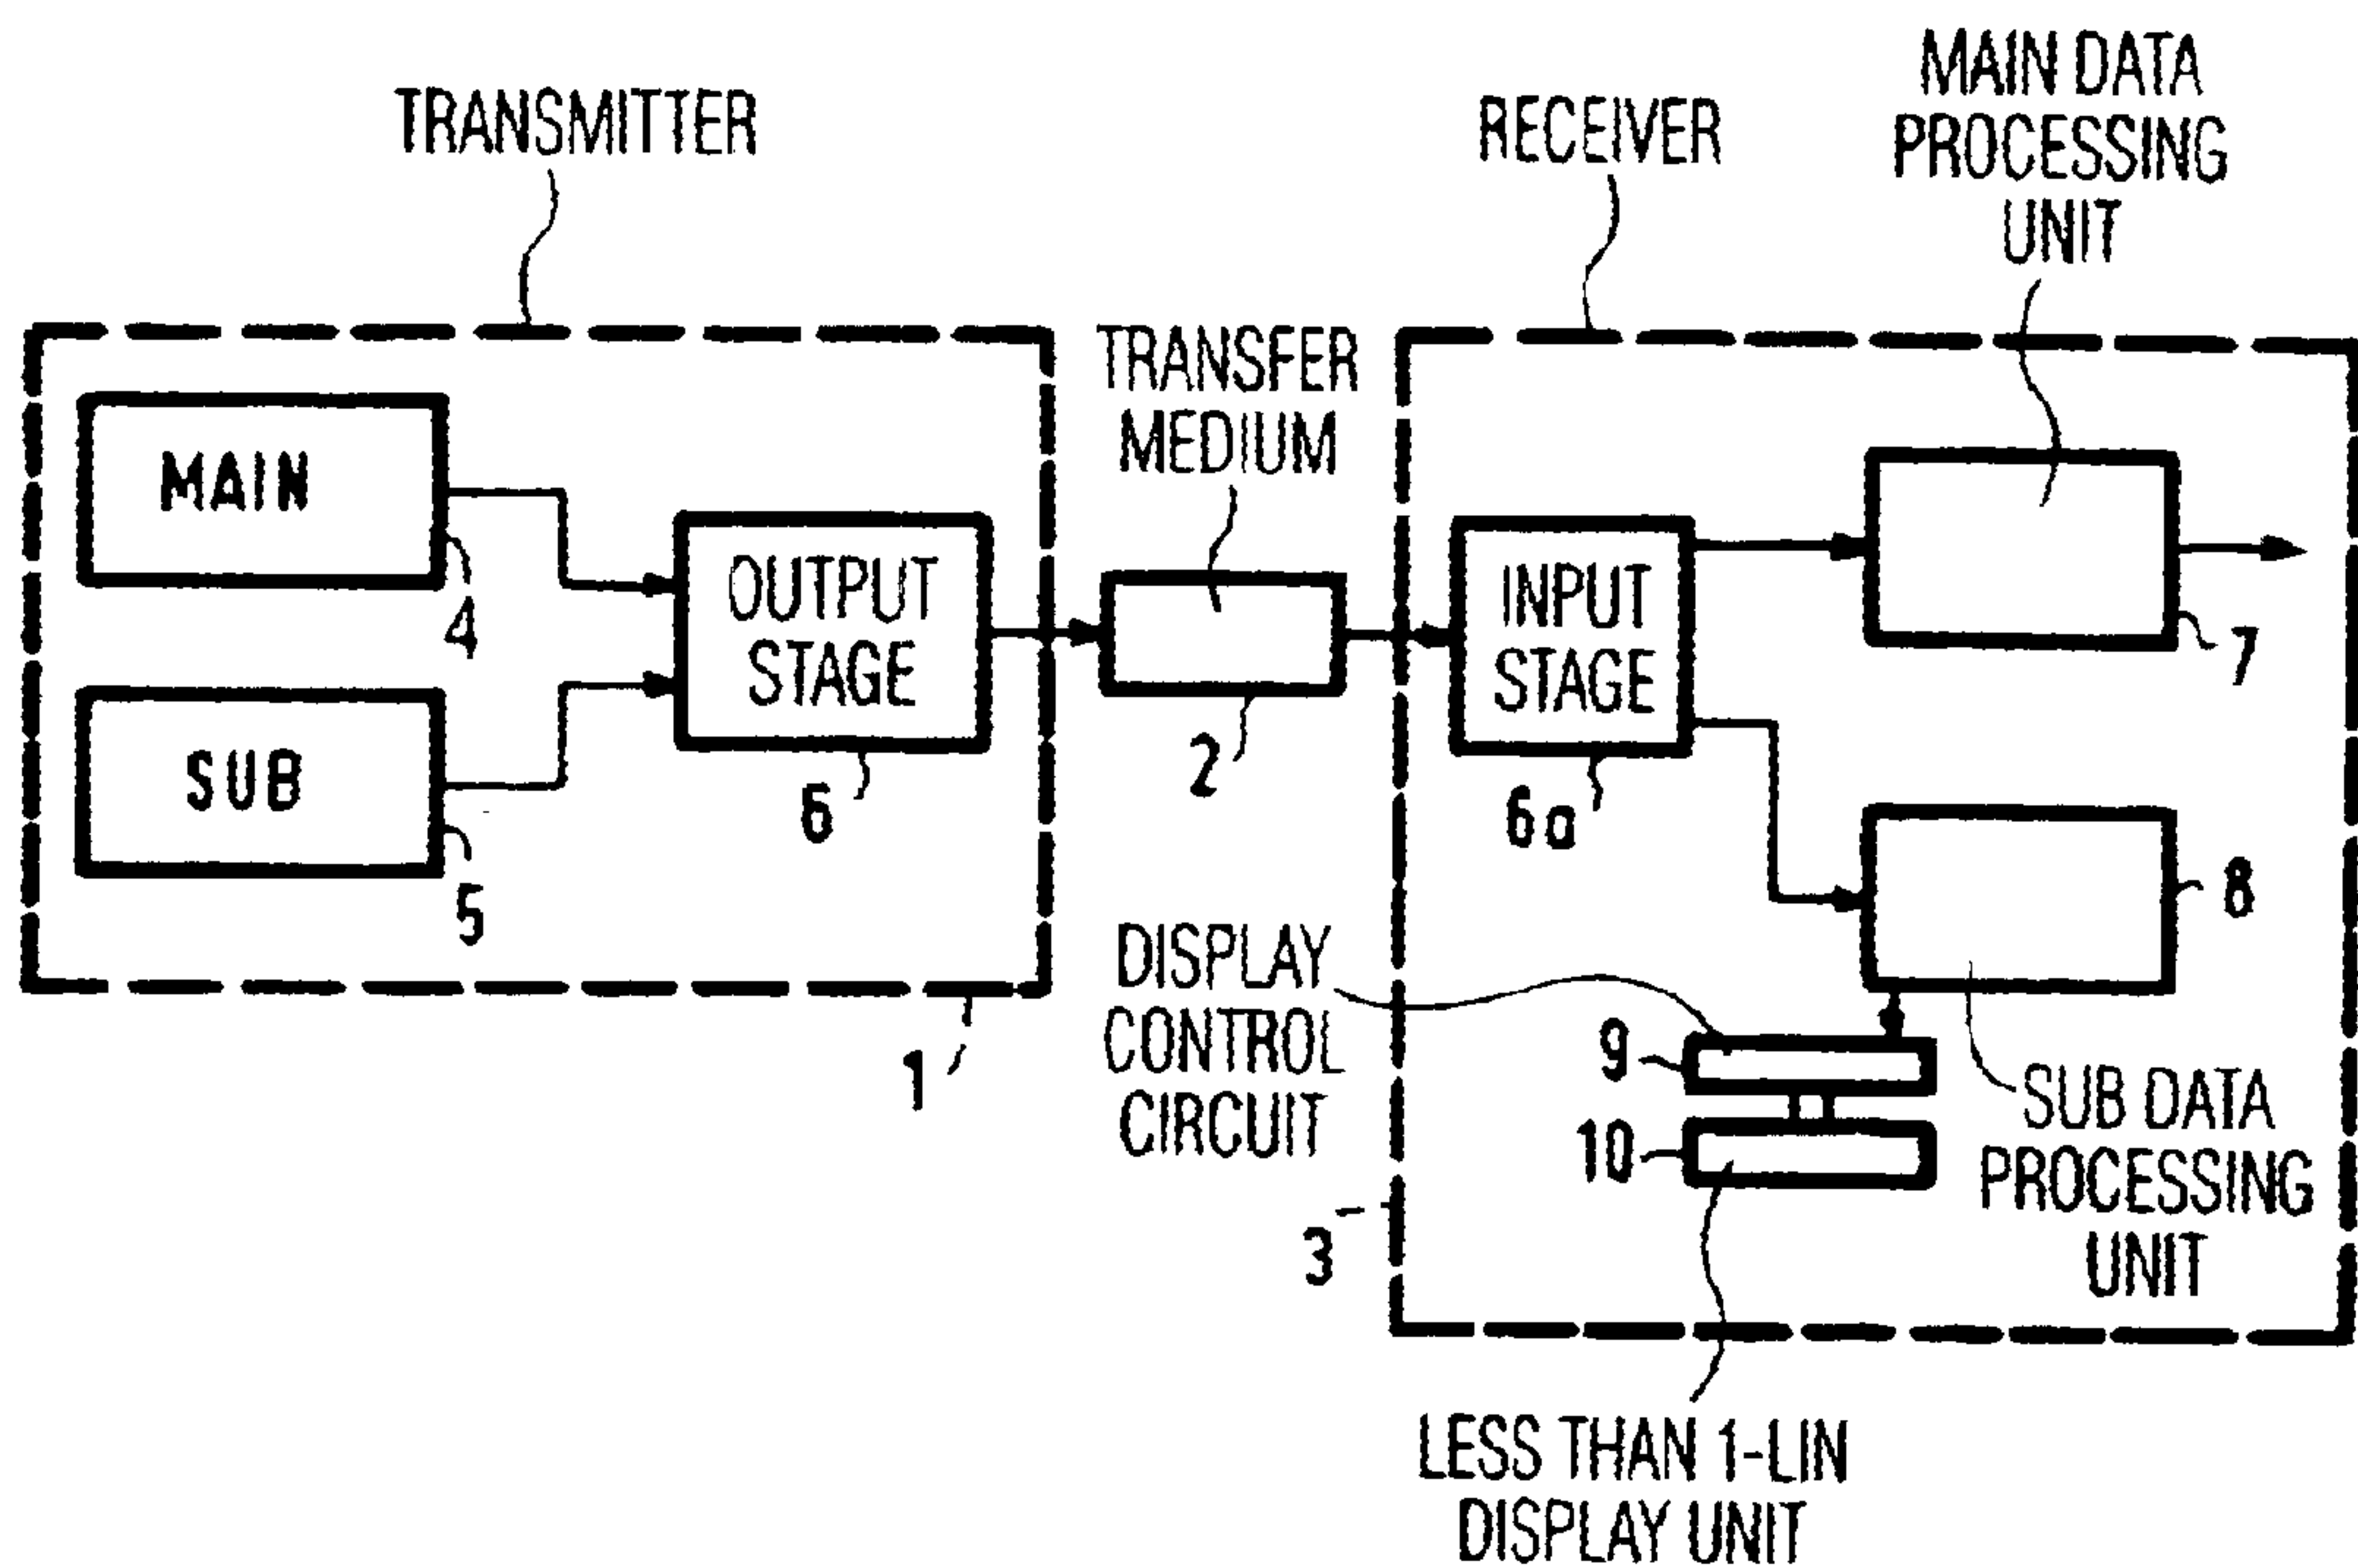 TRANSMITTER
RECEIVER
MAIN DATA
PROCESSING
UNIT
TRANSFER
MEDIUM
MAIN
4
SUB
5
OUTPUT
STAGE
6
2
INPUT
STAGE
6a
7
8
1
DISPLAY
CONTROL
CIRCUIT
9
10
3
SUB DATA
PROCESSING
UNIT
LESS THAN 1-LIN
DISPLAY UNIT